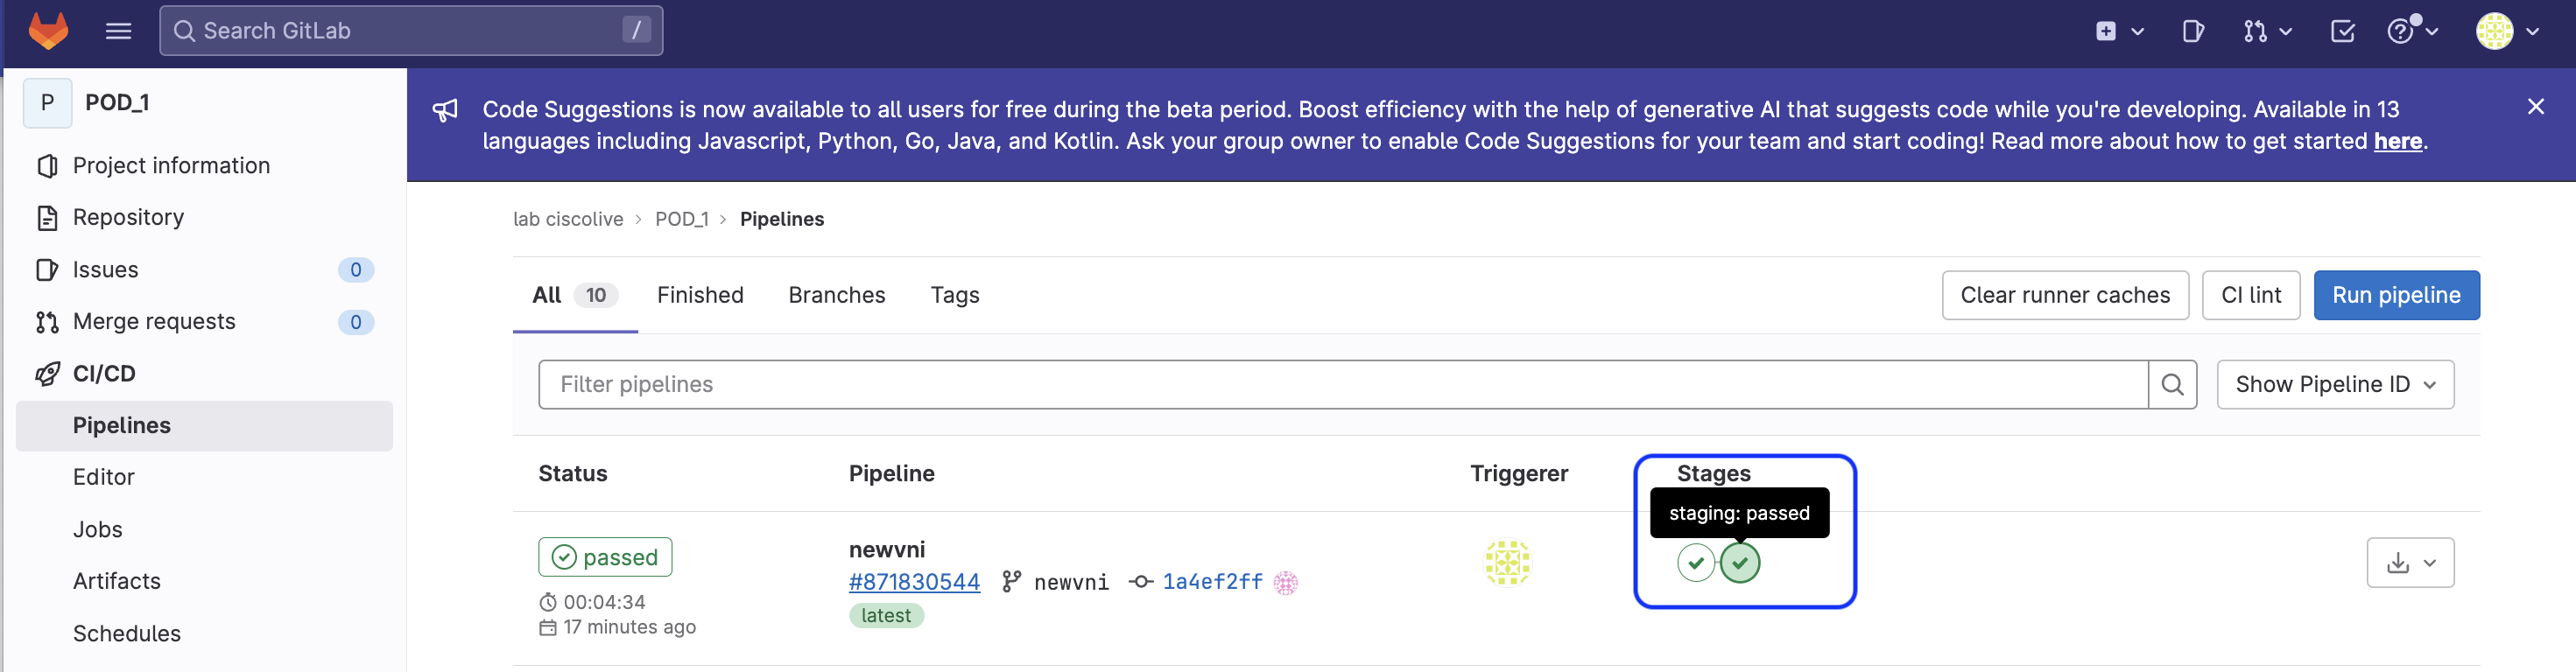 Search GitLab /
P POD_1
Project information
Repository
Issues 0
Merge requests 0
CI/CD
Pipelines
Editor
Jobs
Artifacts
Schedules
Code Suggestions is now available to all users for free during the beta period. Boost efficiency with the help of generative AI that suggests code while you're developing. Available in 13
languages including Javascript, Python, Go, Java, and Kotlin. Ask your group owner to enable Code Suggestions for your team and start coding! Read more about how to get started here.
lab ciscolive > POD_1 > Pipelines
All 10 Finished Branches Tags Clear runner caches CI lint Run pipeline
Filter pipelines Show Pipeline ID
Status Pipeline Triggerer Stages
staging: passed
passed
00:04:34
17 minutes ago
newvni
#871830544 newvni 1a4ef2ff
latest